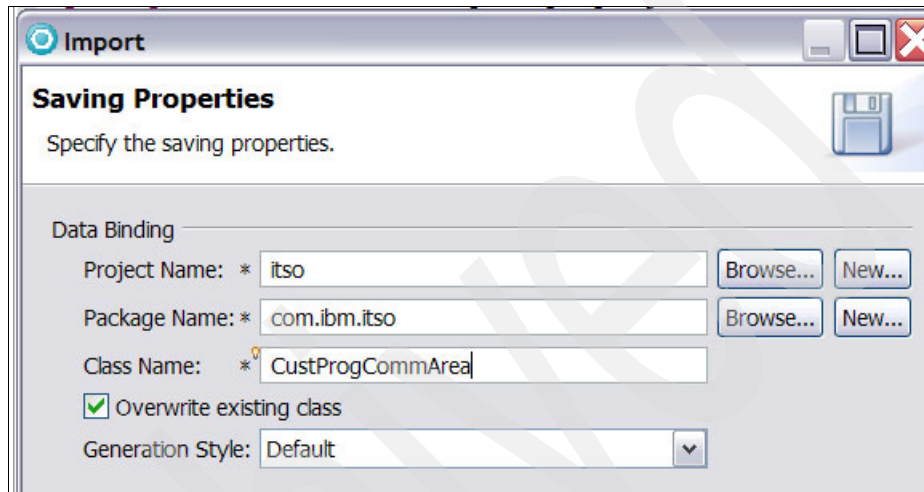 Import
Saving Properties
Specify the saving properties.
Data Binding
Project Name: * itso Browse... New...
Package Name: * com.ibm.itso Browse... New...
Class Name: * CustProgCommArea
Overwrite existing class
Generation Style: Default